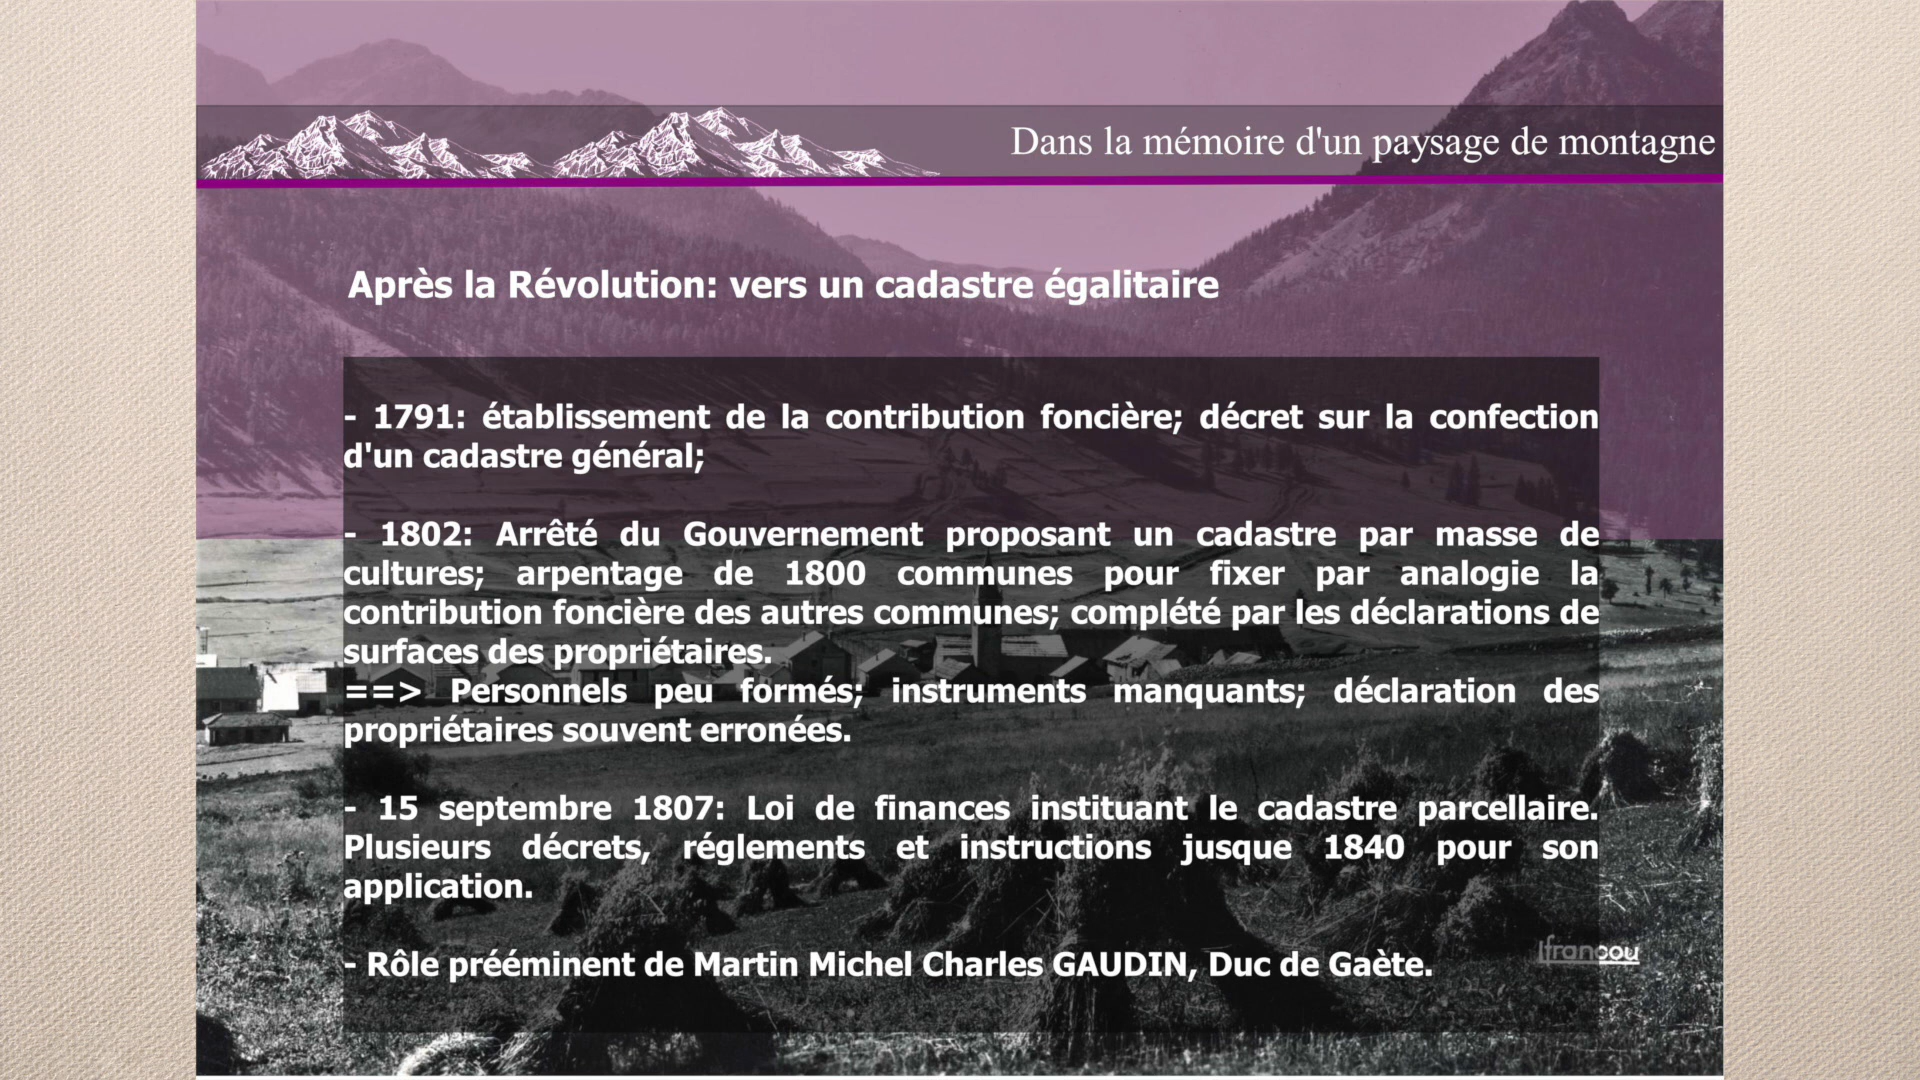 Dans la mémoire d'un paysage de montagne
Après la Révolution: vers un cadastre égalitaire
- 1791: établissement de la contribution foncière; décret sur la confection
d'un cadastre général;
- 1802: Arrêté du Gouvernement proposant un cadastre par masse de
cultures; arpentage de 1800 communes pour fixer par analogie la
contribution foncière des autres communes; complété par les déclarations de
surfaces des propriétaires.
==> Personnels peu formés; instruments manquants; déclaration des
propriétaires souvent erronées.
- 15 septembre 1807: Loi de finances instituant le cadastre parcellaire.
Plusieurs décrets, réglements et instructions jusque 1840 pour son
application.
- Rôle prééminent de Martin Michel Charles GAUDIN, Duc de Gaète.
lfrancou